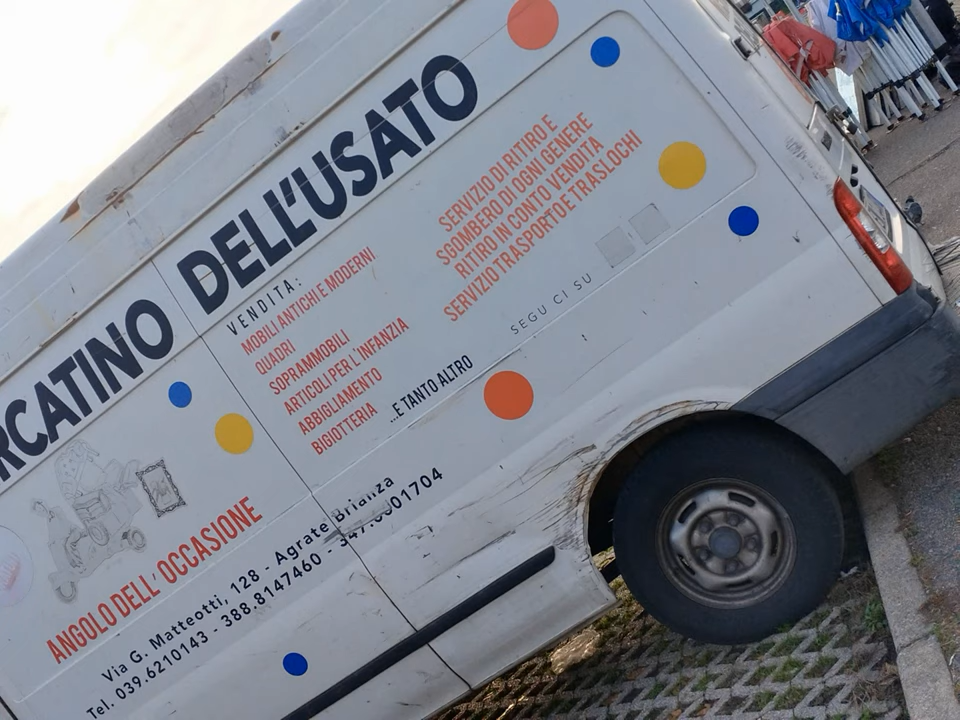 RCATINO DELL'USATO
VENDITA:
MOBILI ANTICHI E MODERNI
QUADRI
SOPRAMMOBILI
ARTICOLI PER L'INFANZIA
ABBIGLIAMENTO
BIGIOTTERIA
...E TANTO ALTRO
SERVIZIO DI RITIRO E
SGOMBERO DI OGNI GENERE
RITIRO IN CONTO VENDITA
SERVIZIO TRASPORTO E TRASLOCHI
SEGU CI SU
ANGOLO DELL'OCCASIONE
Via G. Matteotti, 128 - Agrate Brianza
Tel. 039.6210143 - 388.8147460 -